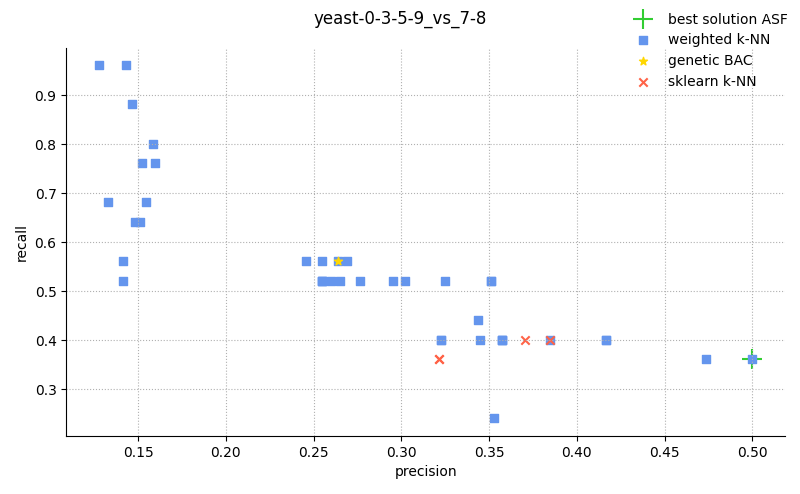 yeast-0-3-5-9_vs_7-8
best solution ASF
weighted k-NN
genetic BAC
sklearn k-NN
recall
0.9
0.8
0.7
0.6
0.5
0.4
0.3
0.15 0.20 0.25 0.30 0.35 0.40 0.45 0.50
precision